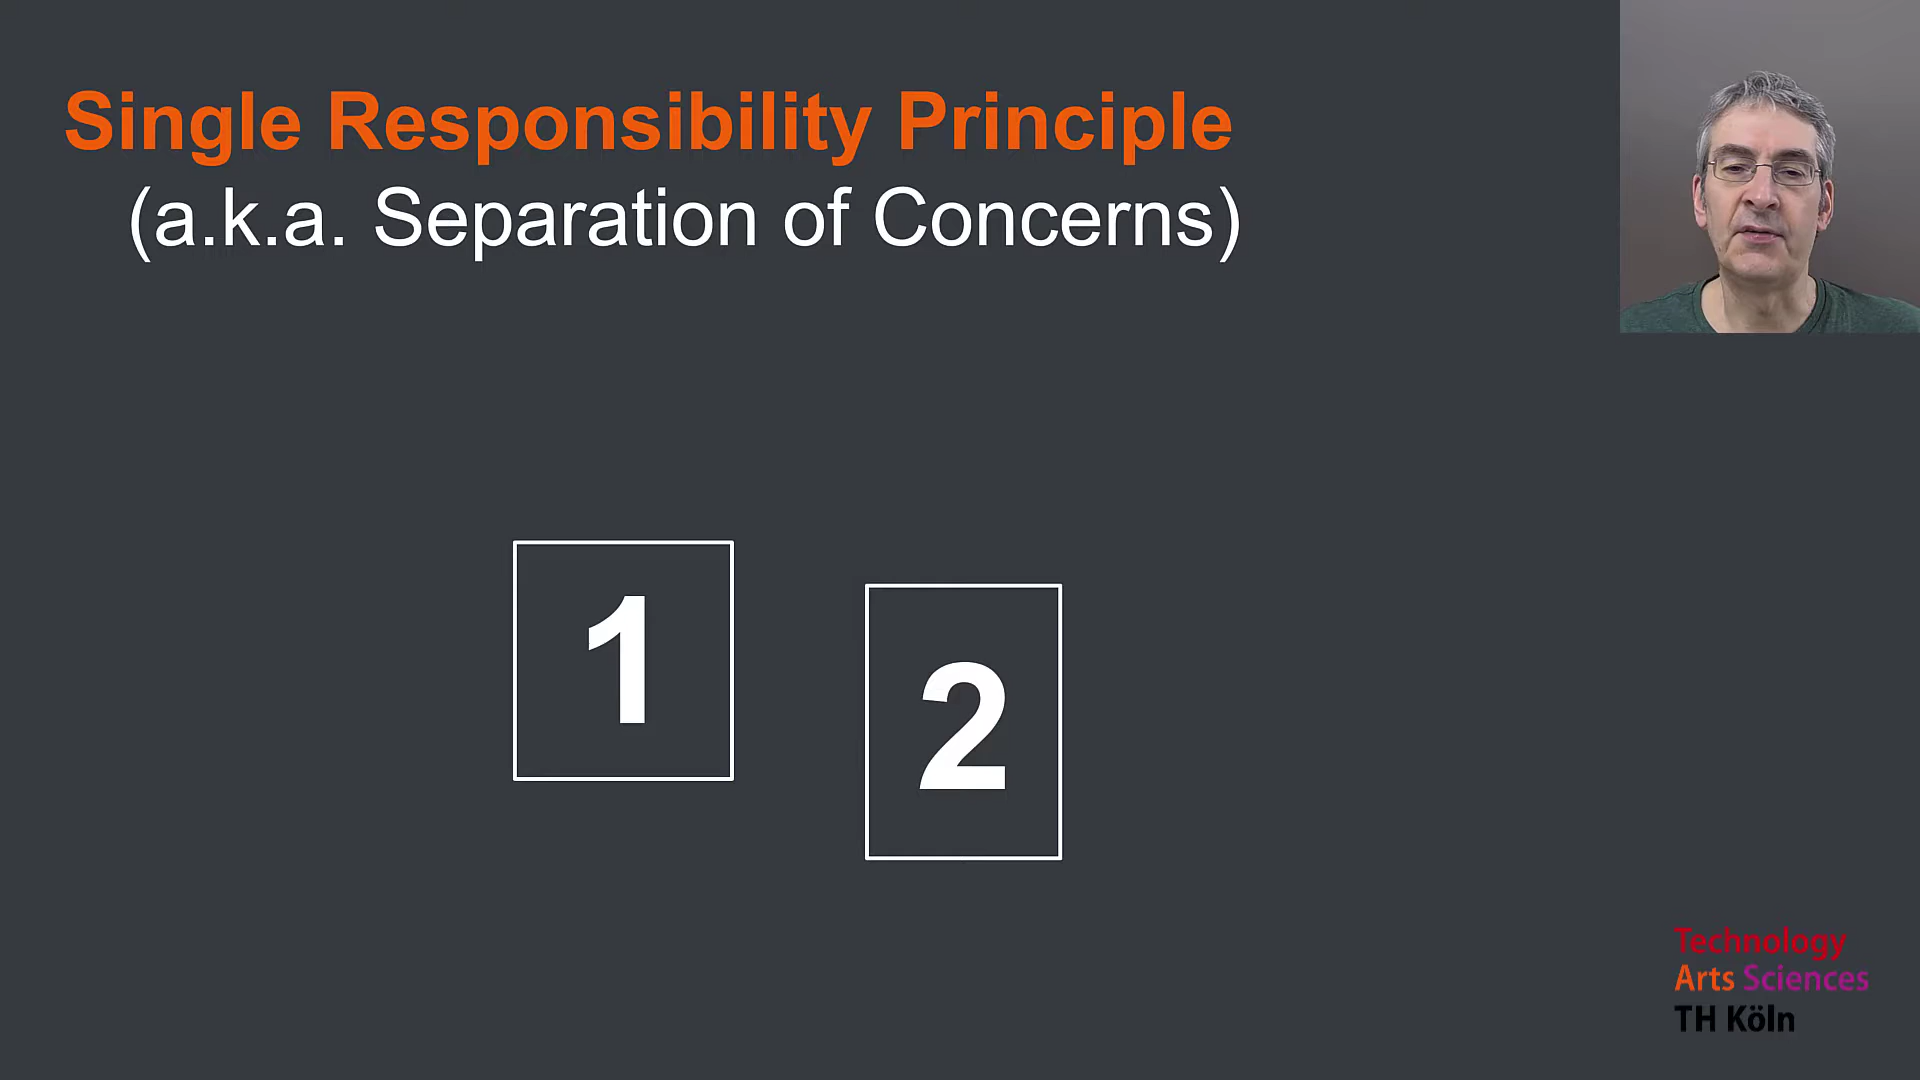 Single Responsibility Principle
(a.k.a. Separation of Concerns)
1
2
Technology
Arts Sciences
TH Köln